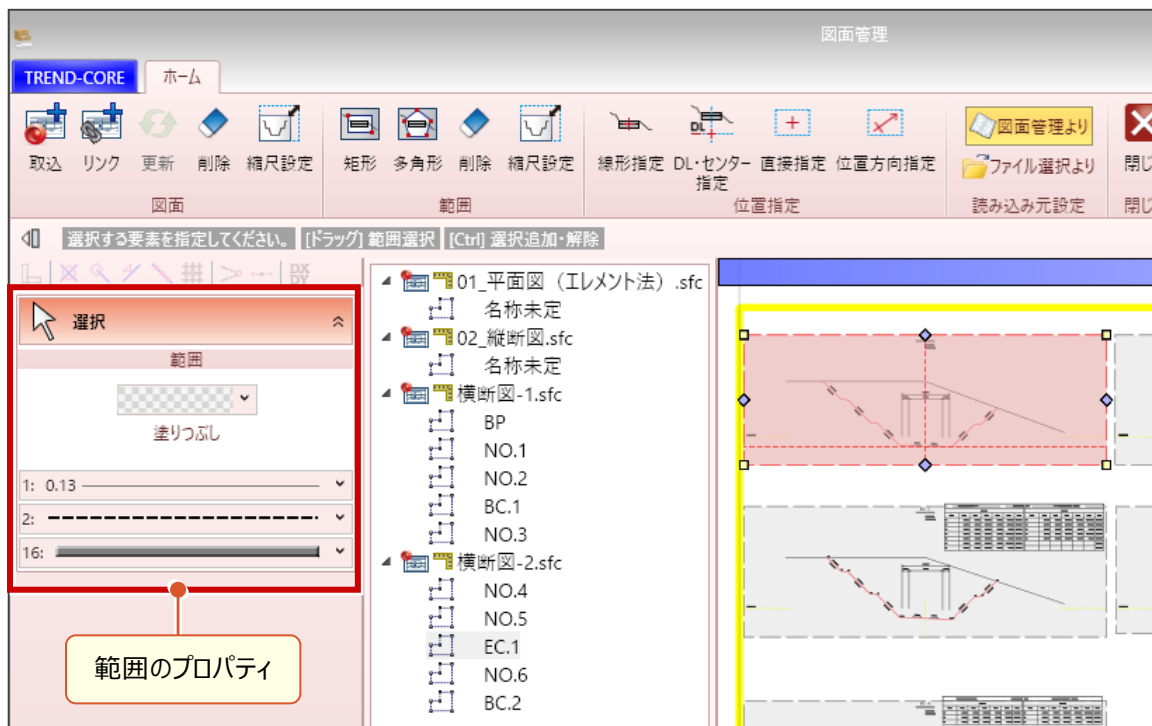 図面管理
TREND-CORE ホーム
取込 リンク 更新 削除 縮尺設定 矩形 多角形 削除 縮尺設定 線形指定 DL・センター指定 直接指定 位置方向指定 図面管理より ファイル選択より 閉じ
図面 範囲 位置指定 読み込み元設定 閉じ
選択する要素を指定してください。 [ドラッグ] 範囲選択 [Ctrl] 選択追加・解除
選択
範囲
塗りつぶし
1: 0.13
2:
16:
範囲のプロパティ
01_平面図（エレメント法）.sfc
名称未定
02_縦断図.sfc
名称未定
横断図-1.sfc
BP
NO.1
NO.2
BC.1
NO.3
横断図-2.sfc
NO.4
NO.5
EC.1
NO.6
BC.2